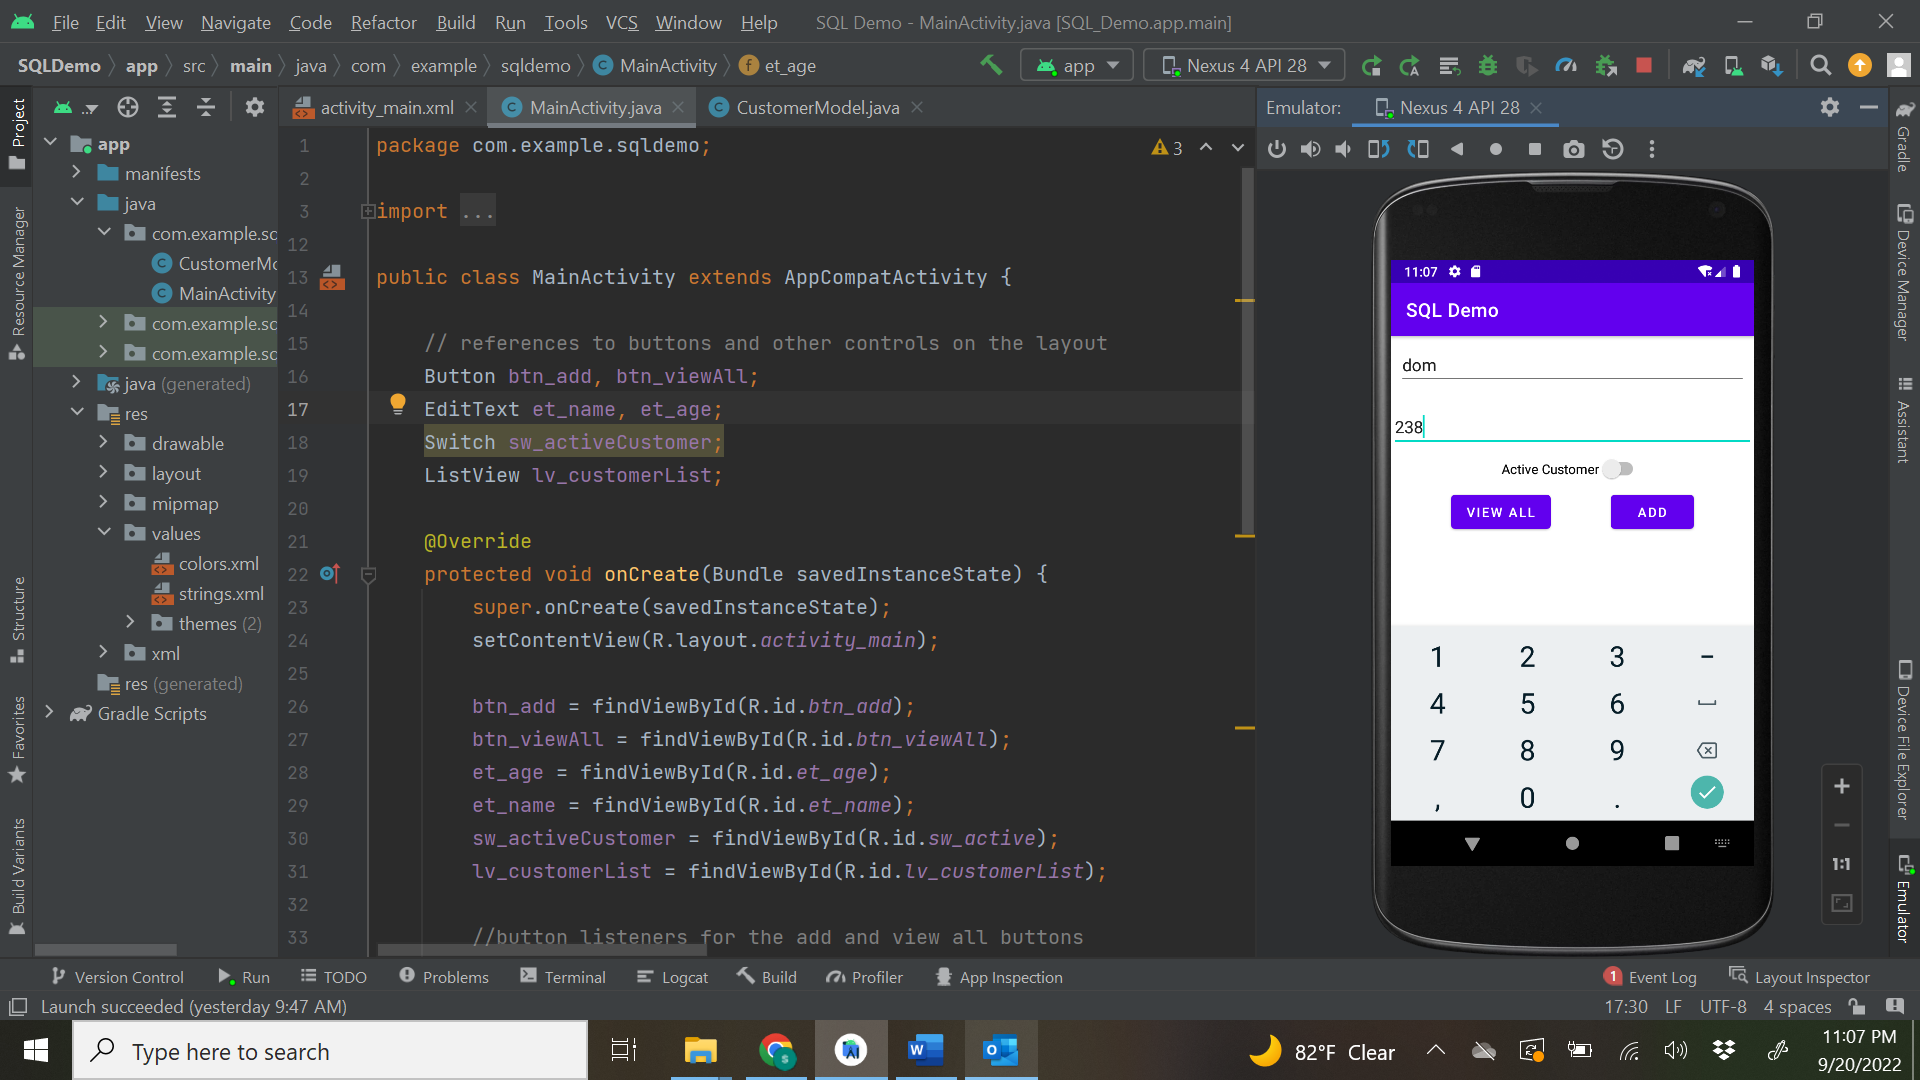 File Edit View Navigate Code Refactor Build Run Tools VCS Window Help SQL Demo - MainActivity.java [SQL_Demo.app.main]
SQLDemo app src main java com example sqldemo MainActivity et_age app Nexus 4 API 28
activity_main.xml MainActivity.java CustomerModel.java Emulator: Nexus 4 API 28
Project
Resource Manager
Structure
Favorites
Build Variants
app
manifests
java
com.example.sq
CustomerMo
MainActivity
com.example.sq
com.example.sq
java (generated)
res
drawable
layout
mipmap
values
colors.xml
strings.xml
themes (2)
xml
res (generated)
Gradle Scripts
3
1 package com.example.sqldemo;
2
3 import ...
12
13 public class MainActivity extends AppCompatActivity {
14
15 // references to buttons and other controls on the layout
16 Button btn_add, btn_viewAll;
17 EditText et_name, et_age;
18 Switch sw_activeCustomer;
19 ListView lv_customerList;
20
21 @Override
22 protected void onCreate(Bundle savedInstanceState) {
23 super.onCreate(savedInstanceState);
24 setContentView(R.layout.activity_main);
25
26 btn_add = findViewById(R.id.btn_add);
27 btn_viewAll = findViewById(R.id.btn_viewAll);
28 et_age = findViewById(R.id.et_age);
29 et_name = findViewById(R.id.et_name);
30 sw_activeCustomer = findViewById(R.id.sw_active);
31 lv_customerList = findViewById(R.id.lv_customerList);
32
33 //button listeners for the add and view all buttons
11:07
SQL Demo
dom
238
Active Customer
VIEW ALL ADD
1 2 3 -
4 5 6
7 8 9
, 0 .
1:1
Gradle
Device Manager
Assistant
Device File Explorer
Emulator
Version Control Run TODO Problems Terminal Logcat Build Profiler App Inspection 1 Event Log Layout Inspector
Launch succeeded (yesterday 9:47 AM) 17:30 LF UTF-8 4 spaces
Type here to search 82°F Clear 11:07 PM
9/20/2022